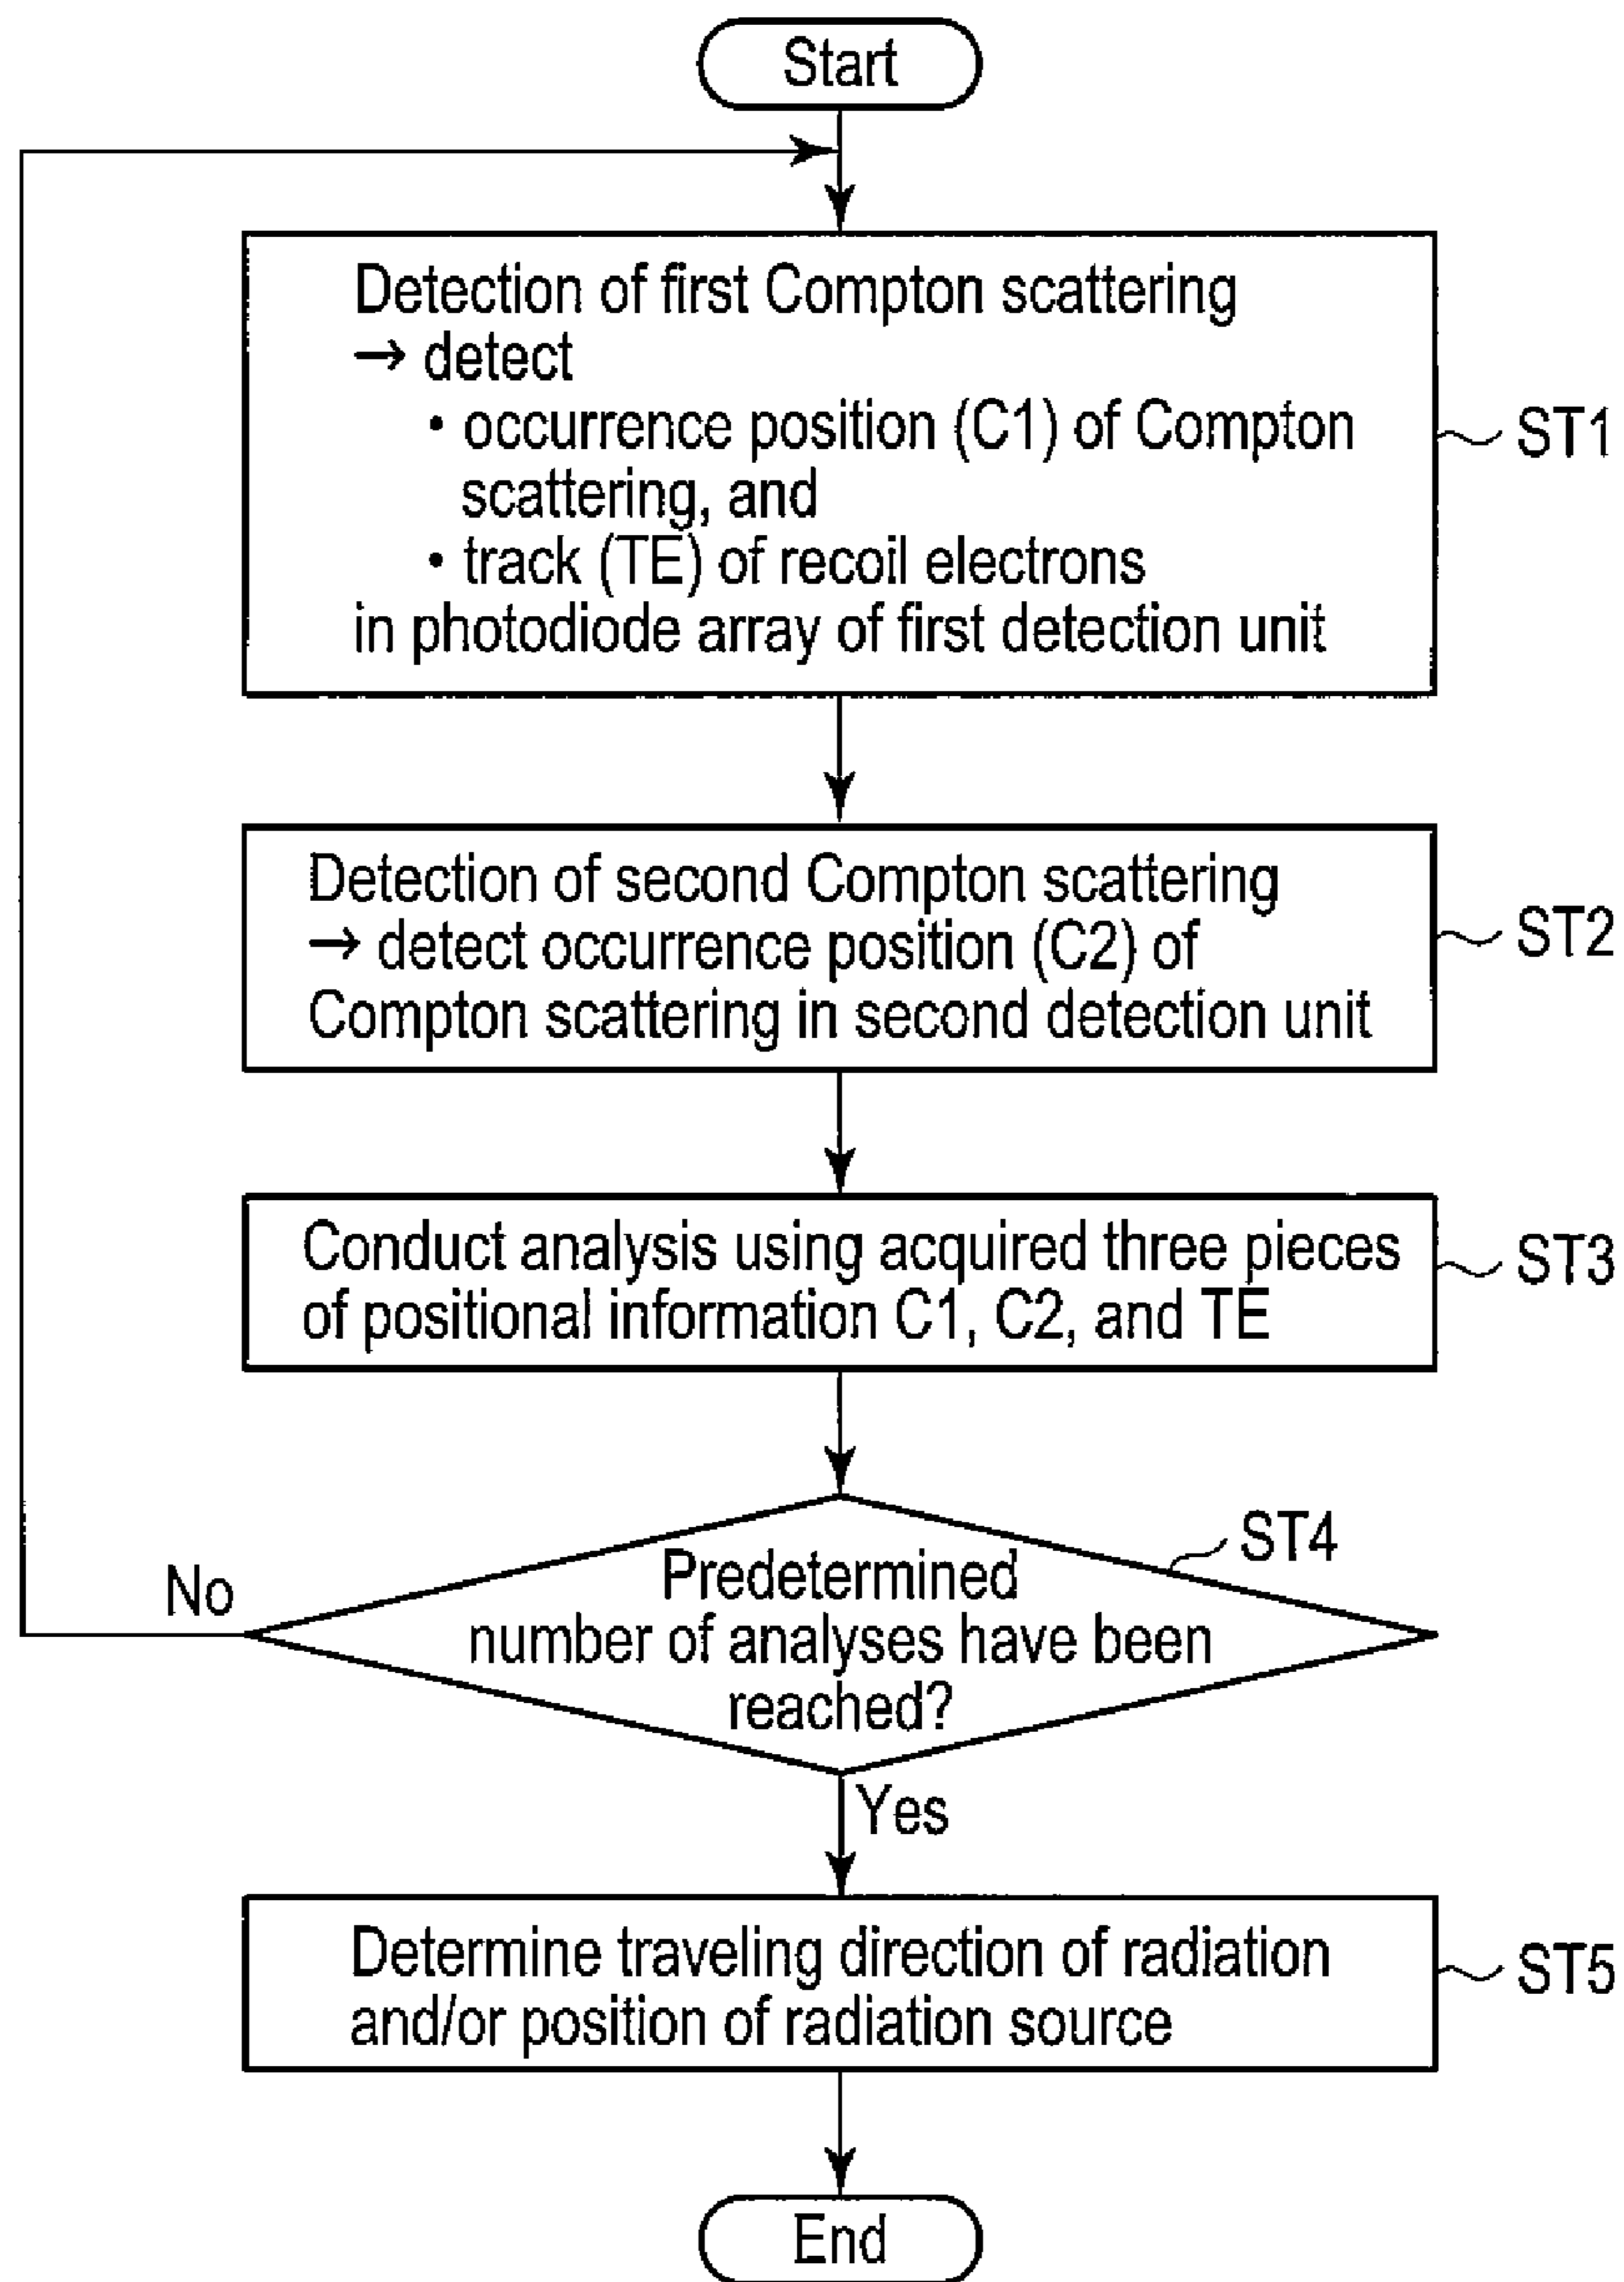 Start
Detection of first Compton scattering
→ detect
• occurrence position (C1) of Compton
scattering, and
• track (TE) of recoil electrons
in photodiode array of first detection unit
ST1
Detection of second Compton scattering
→ detect occurrence position (C2) of
Compton scattering in second detection unit
ST2
Conduct analysis using acquired three pieces
of positional information C1, C2, and TE
ST3
ST4
Predetermined
number of analyses have been
reached?
No
Yes
Determine traveling direction of radiation
and/or position of radiation source
ST5
End